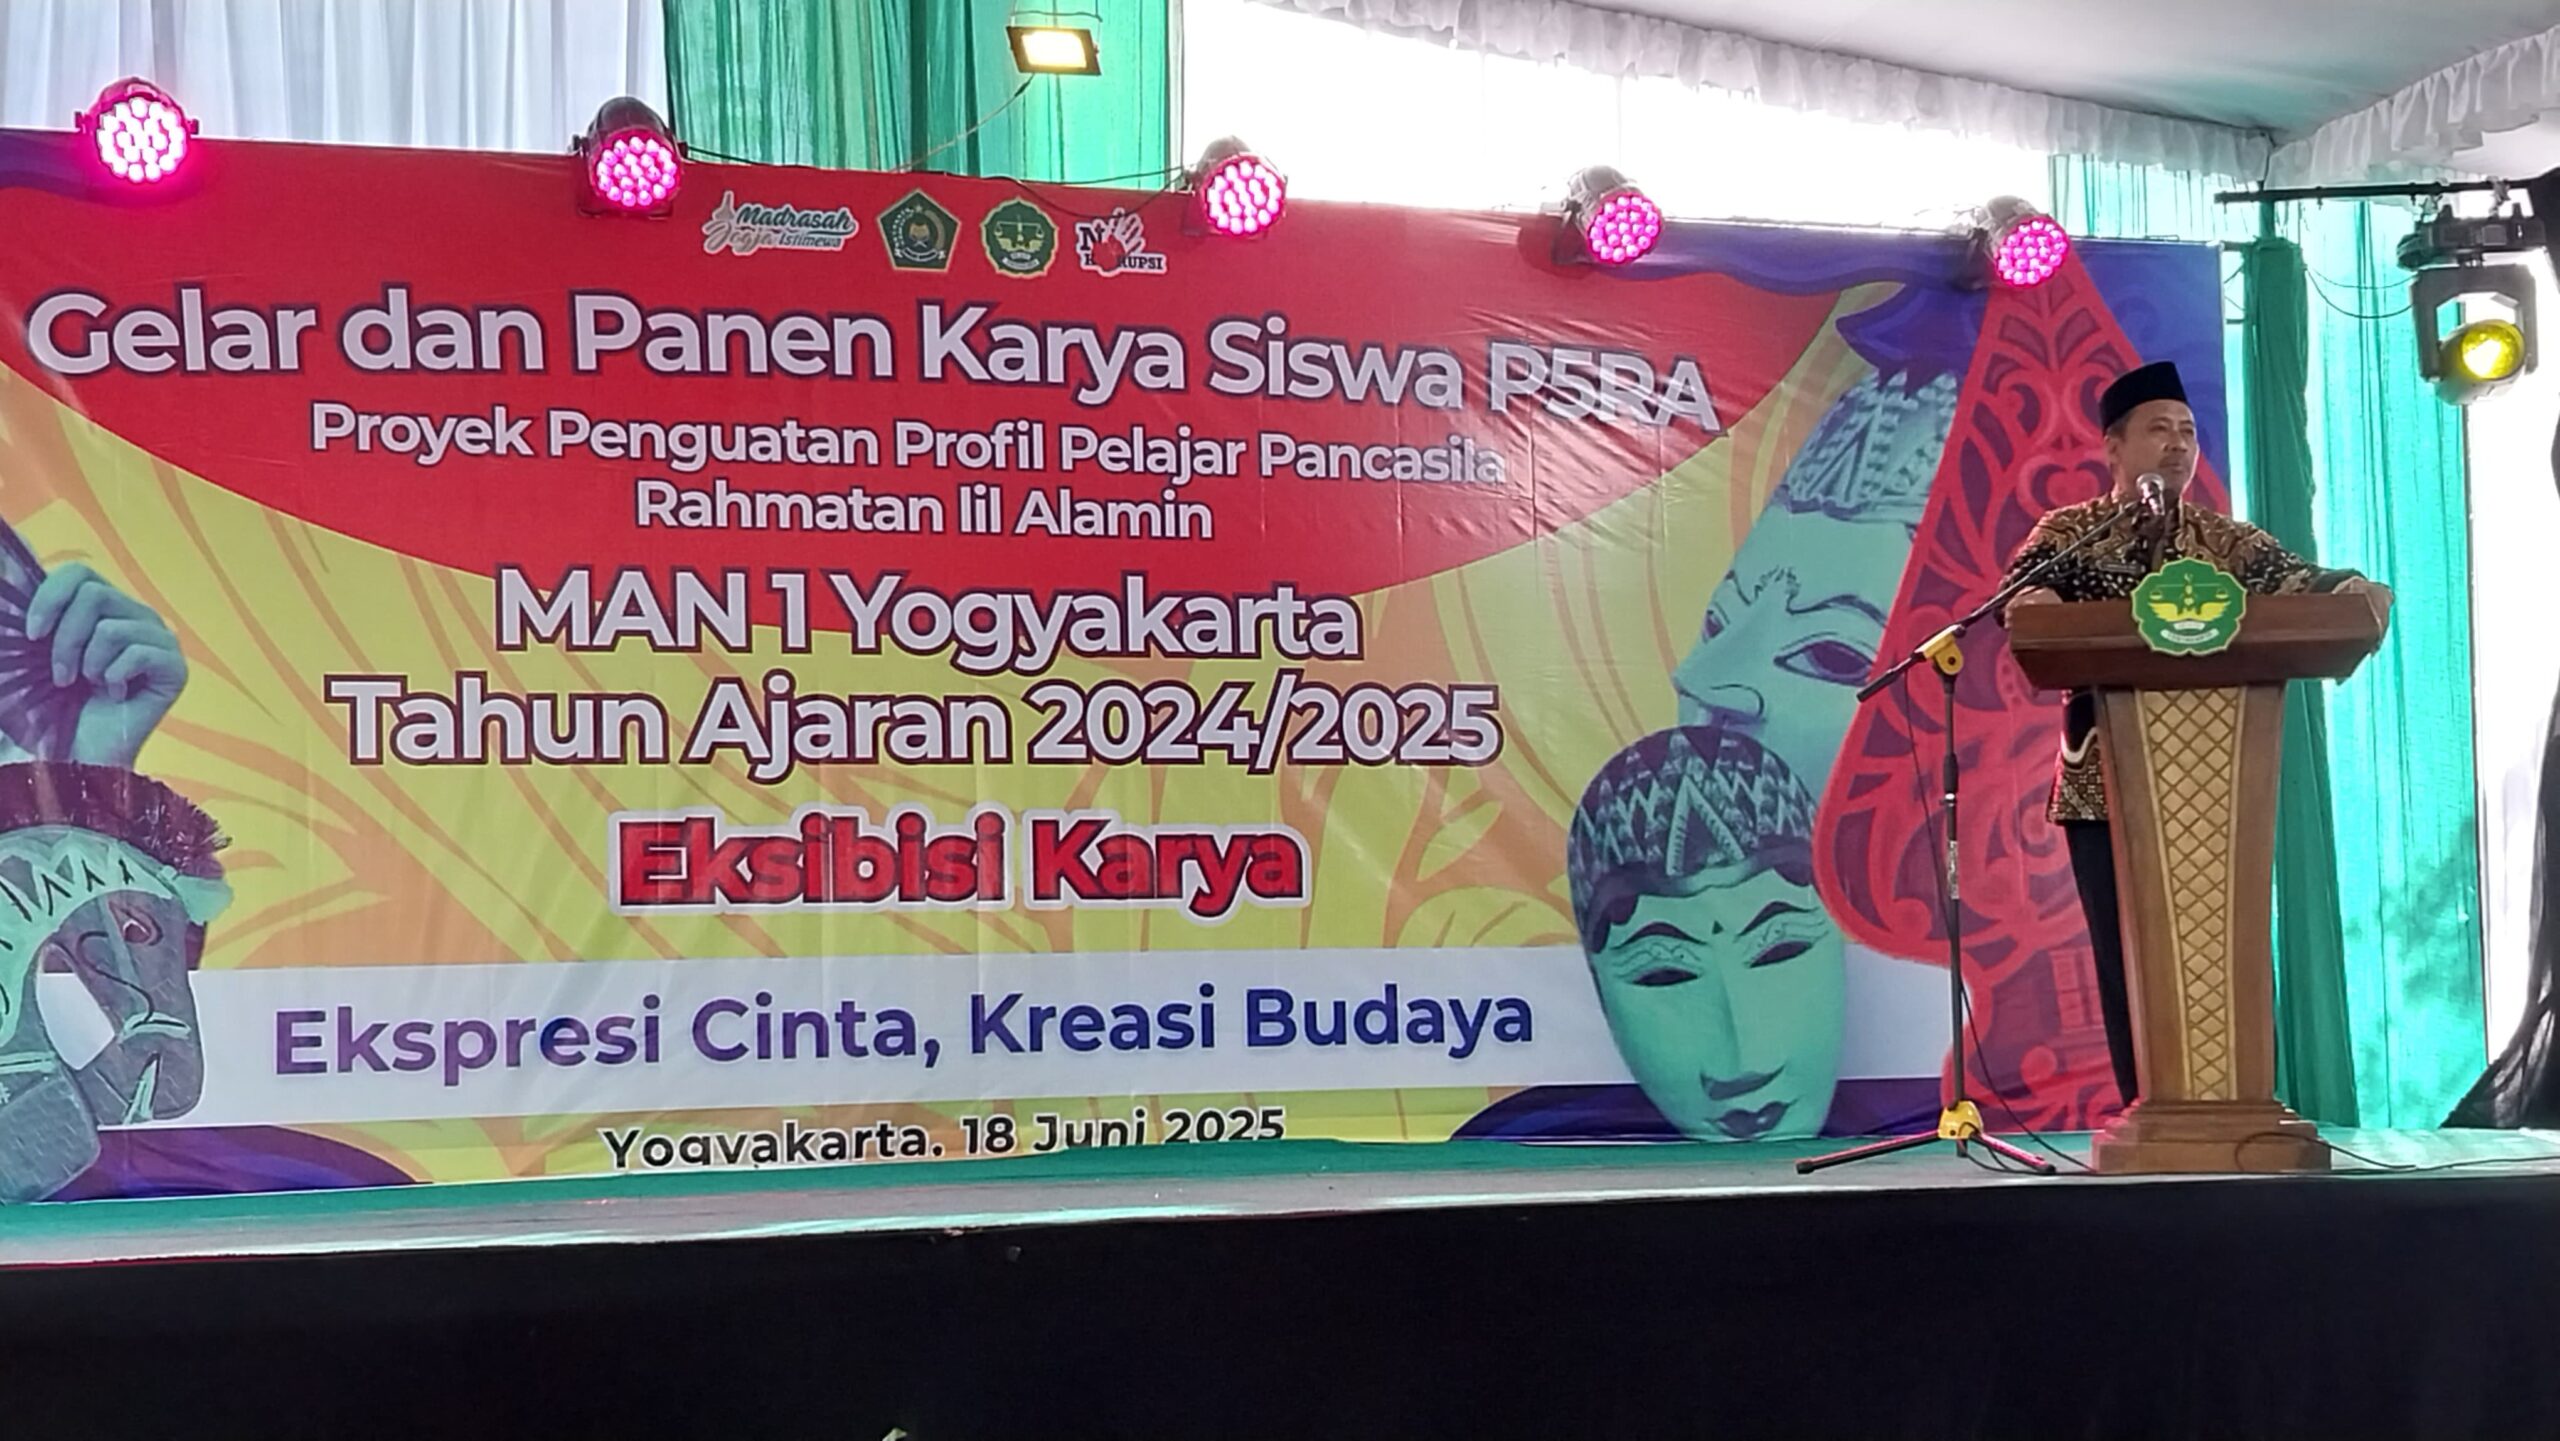 Madrasah
Jogja Istimewa
Gelar dan Panen Karya Siswa P5RA
Proyek Penguatan Profil Pelajar Pancasila
Rahmatan lil Alamin
MAN 1 Yogyakarta
Tahun Ajaran 2024/2025
Eksibisi Karya
Ekspresi Cinta, Kreasi Budaya
Yogyakarta, 18 Juni 2025